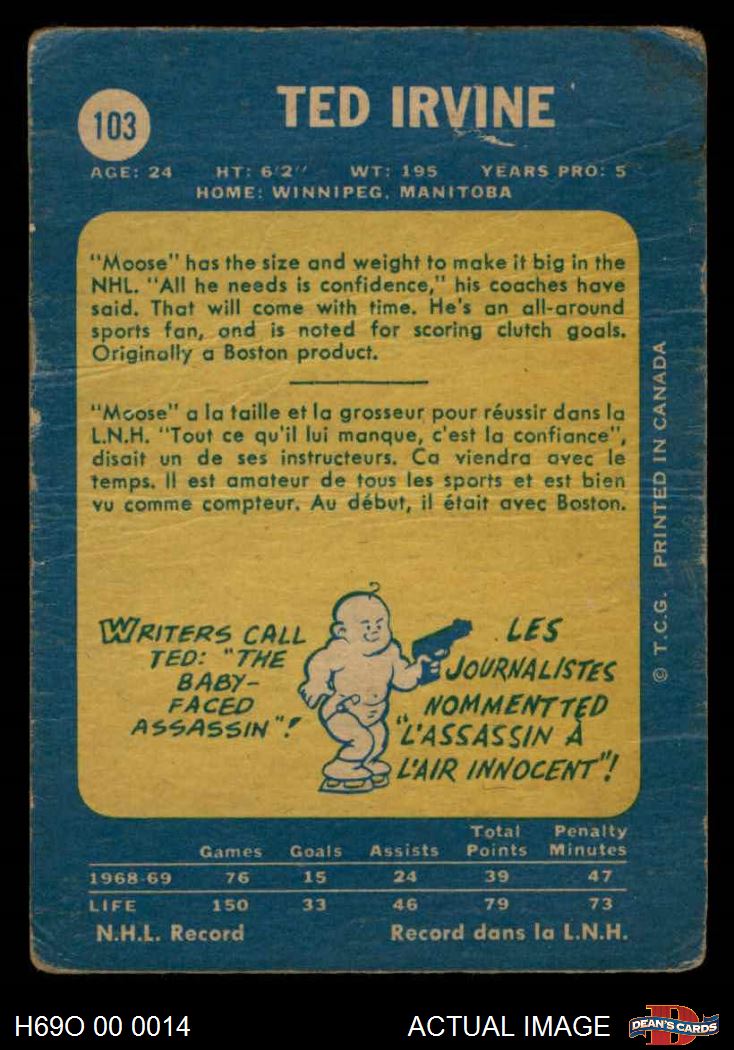 103
TED IRVINE
AGE: 24 HT: 6'2'' WT: 195 YEARS PRO: 5
HOME: WINNIPEG, MANITOBA
"Moose" has the size and weight to make it big in the
NHL. "All he needs is confidence," his coaches have
said. That will come with time. He's an all-around
sports fan, and is noted for scoring clutch goals.
Originally a Boston product.
"Moose" a la taille et la grosseur pour réussir dans la
L.N.H. "Tout ce qu'il lui manque, c'est la confiance",
disait un de ses instructeurs. Ca viendra avec le
temps. Il est amateur de tous les sports et est bien
vu comme compteur. Au début, il était avec Boston.
WRITERS CALL
TED: "THE
BABY-
FACED
ASSASSIN"!
LES
JOURNALISTES
NOMMENT TED
"L'ASSASSIN À
L'AIR INNOCENT"!
© T.C.G. PRINTED IN CANADA
Games Goals Assists Total Points Penalty Minutes
1968-69 76 15 24 39 47
LIFE 150 33 46 79 73
N.H.L. Record Record dans la L.N.H.
H69O 00 0014 ACTUAL IMAGE DEAN'S CARDS